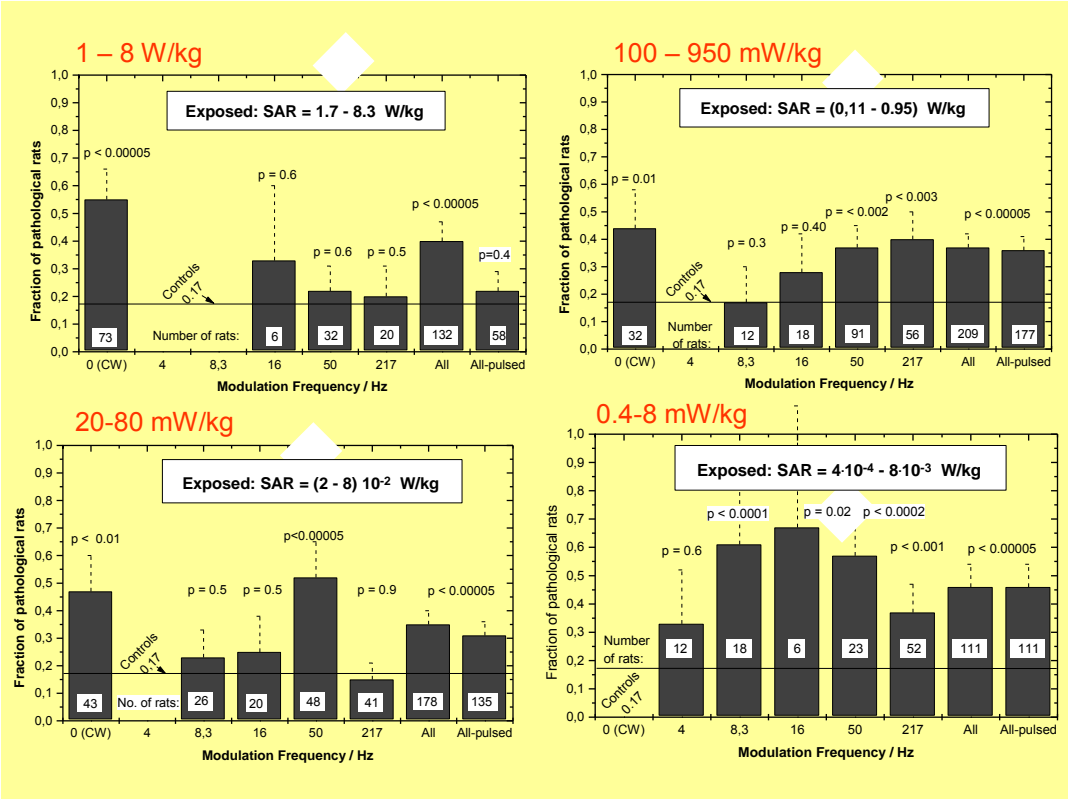 1 – 8 W/kg
Exposed: SAR = 1.7 - 8.3 W/kg
Fraction of pathological rats
1,0
0,9
0,8
0,7
0,6
0,5
0,4
0,3
0,2
0,1
0,0
p < 0.00005
p = 0.6
p = 0.6
p = 0.5
p < 0.00005
p=0.4
Controls
0.17
Number of rats:
73
6
32
20
132
58
0 (CW) 4 8,3 16 50 217 All All-pulsed
Modulation Frequency / Hz
100 – 950 mW/kg
Exposed: SAR = (0,11 - 0.95) W/kg
Fraction of pathological rats
1,0
0,9
0,8
0,7
0,6
0,5
0,4
0,3
0,2
0,1
0,0
p = 0.01
p = 0.3
p = 0.40
p = < 0.002
p < 0.003
p < 0.00005
Controls
0.17
Number
of rats:
32
12
18
91
56
209
177
0 (CW) 4 8,3 16 50 217 All All-pulsed
Modulation Frequency / Hz
20-80 mW/kg
Exposed: SAR = (2 - 8) 10-2 W/kg
Fraction of pathological rats
1,0
0,9
0,8
0,7
0,6
0,5
0,4
0,3
0,2
0,1
0,0
p < 0.01
p = 0.5
p = 0.5
p<0.00005
p = 0.9
p < 0.00005
Controls
0,17
No. of rats:
43
26
20
48
41
178
135
0 (CW) 4 8,3 16 50 217 All All-pulsed
Modulation Frequency / Hz
0.4-8 mW/kg
Exposed: SAR = 4·10-4 - 8·10-3 W/kg
Fraction of pathological rats
1,0
0,9
0,8
0,7
0,6
0,5
0,4
0,3
0,2
0,1
0,0
p = 0.6
p < 0.0001
p = 0.02
p < 0.0002
p < 0.001
p < 0.00005
Number
of rats:
12
18
6
23
52
111
111
Controls
0.17
0 (CW) 4 8,3 16 50 217 All All-pulsed
Modulation Frequency / Hz